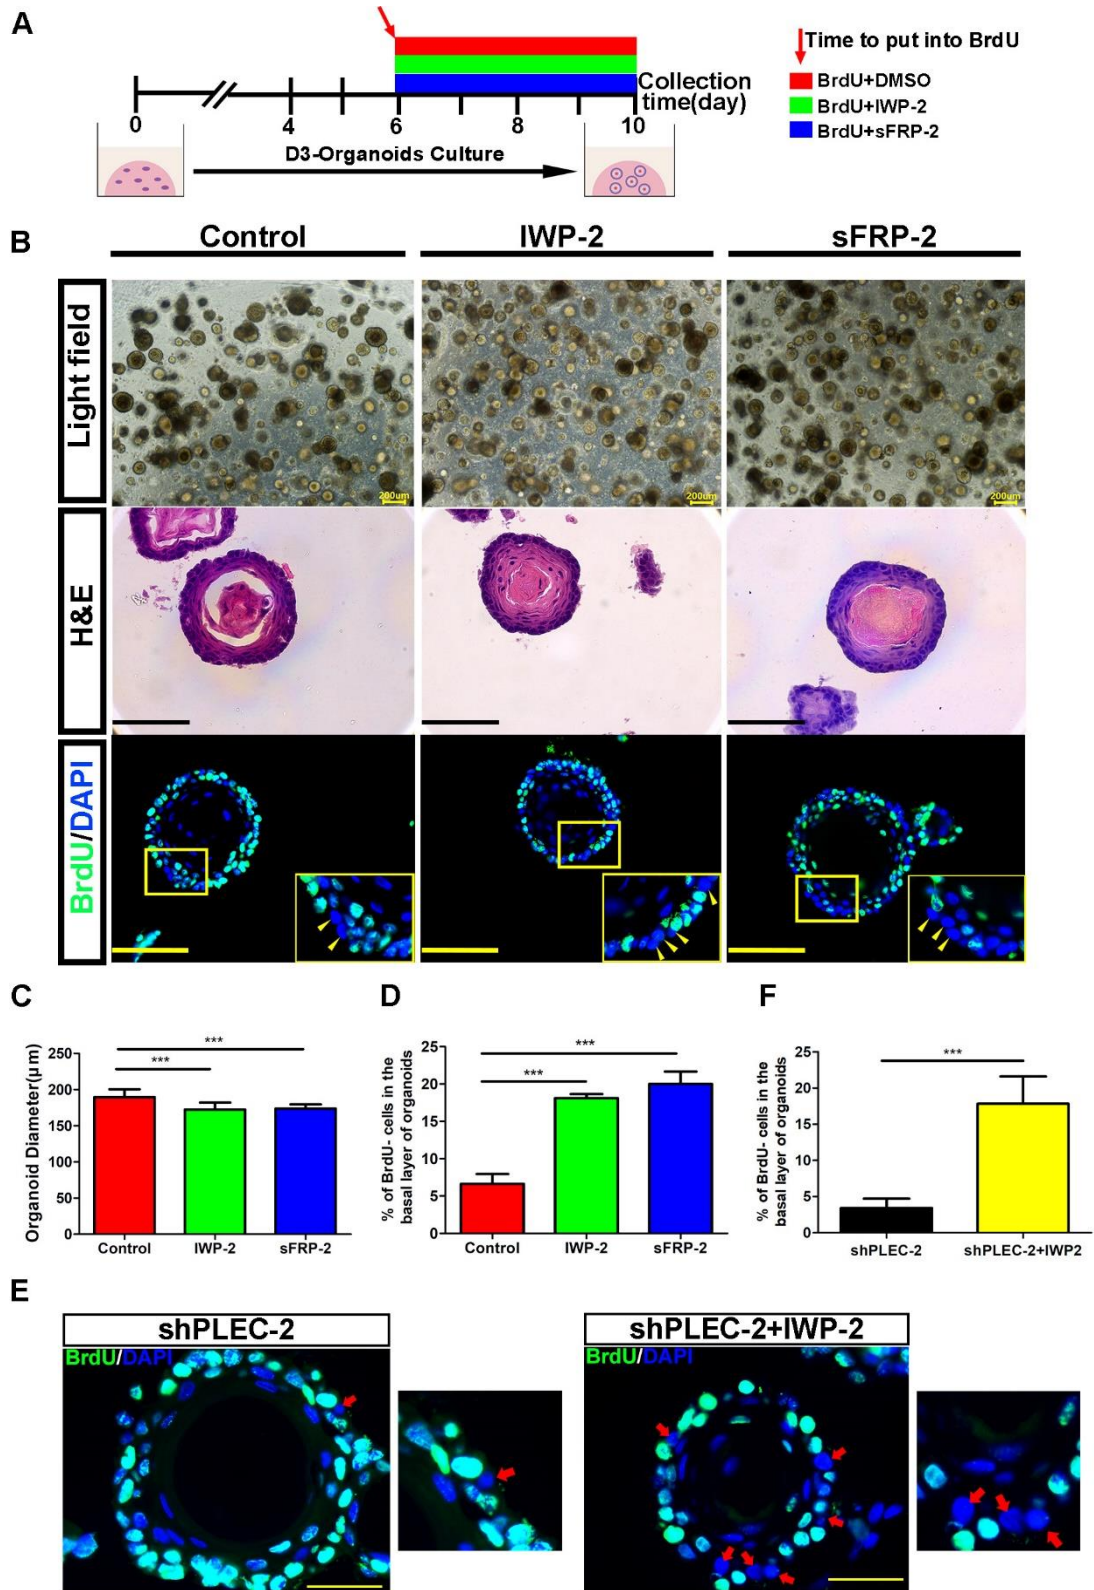 A
Time to put into BrdU
BrdU+DMSO
BrdU+IWP-2
BrdU+sFRP-2
Collection
time(day)
0
4
6
8
10
D3-Organoids Culture
B
Control
IWP-2
sFRP-2
Light field
200um
200um
200um
H&E
BrdU/DAPI
C
Organoid Diameter(µm)
250
200
150
100
50
0
***
***
Control
IWP-2
sFRP-2
D
% of BrdU- cells in the
basal layer of organoids
25
20
15
10
5
0
***
***
Control
IWP-2
sFRP-2
F
% of BrdU- cells in the
basal layer of organoids
25
20
15
10
5
0
***
shPLEC-2
shPLEC-2+IWP2
E
shPLEC-2
BrdU/DAPI
shPLEC-2+IWP-2
BrdU/DAPI